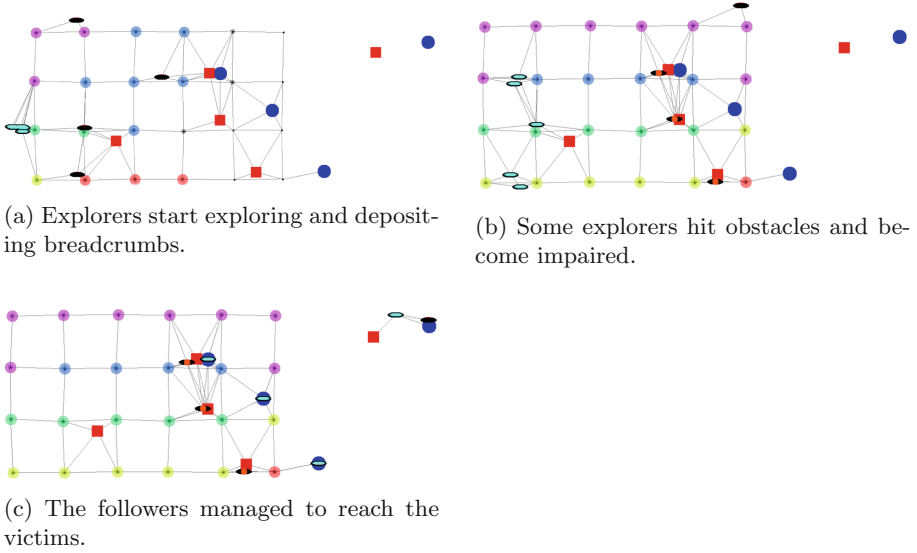 (a) Explorers start exploring and deposit-
ing breadcrumbs.
(b) Some explorers hit obstacles and be-
come impaired.
(c) The followers managed to reach the
victims.